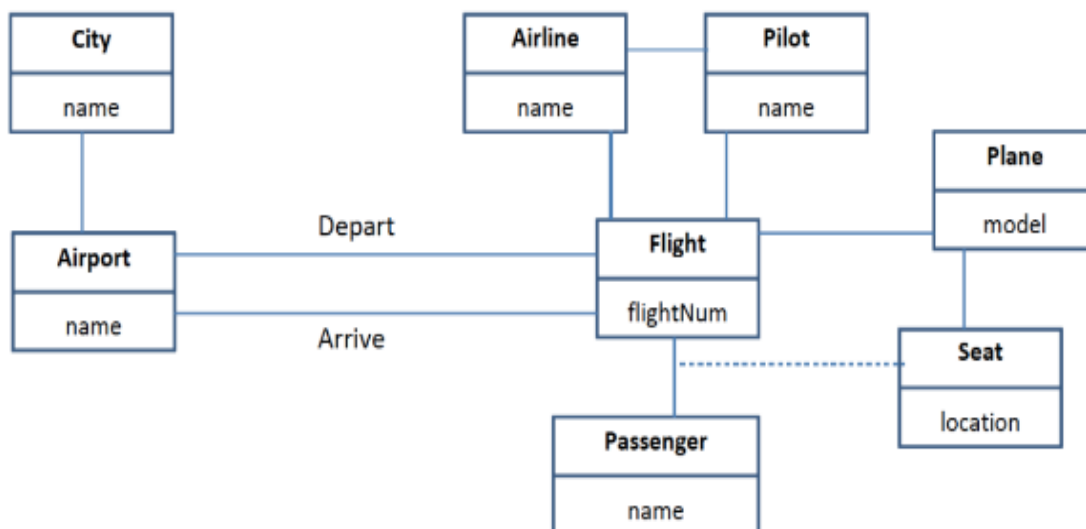 City
name
Airline
name
Pilot
name
Plane
model
Depart
Airport
name
Arrive
Flight
flightNum
Seat
location
Passenger
name